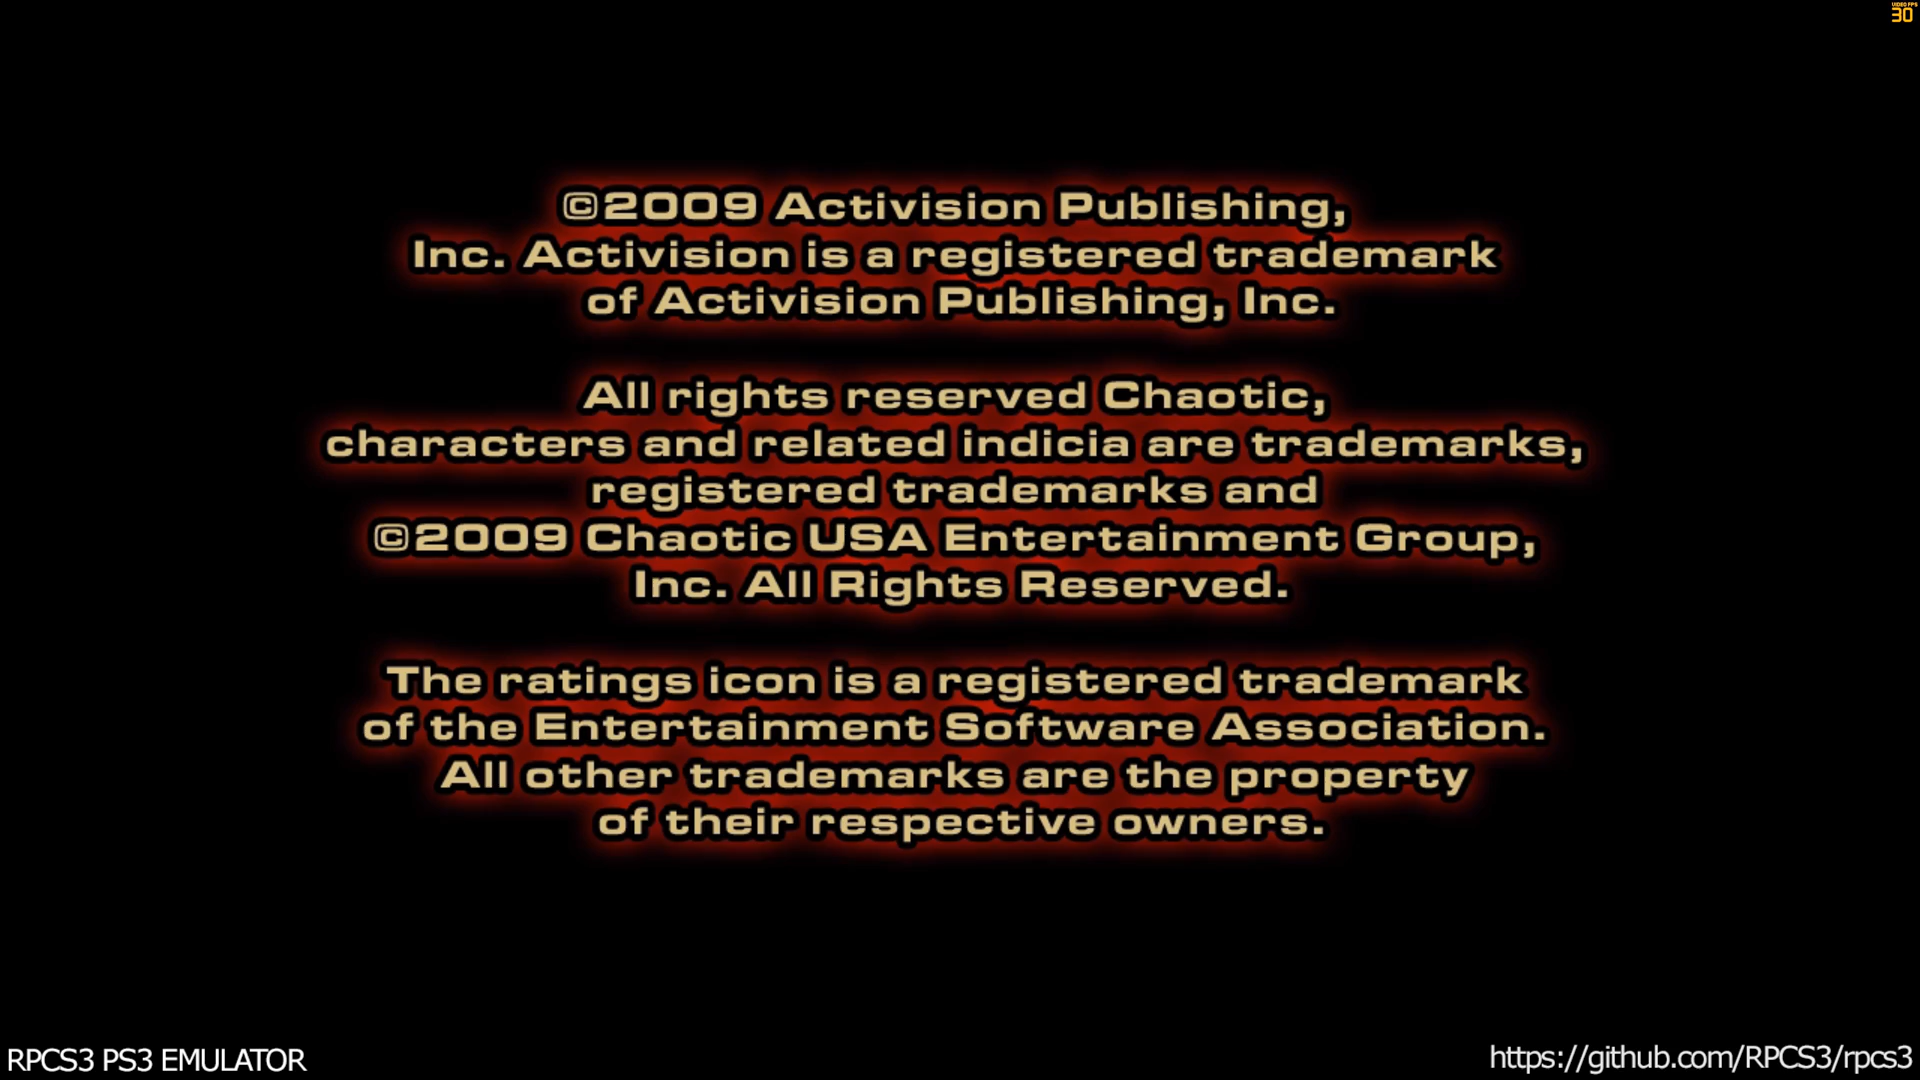 VIDEO FPS
30
©2009 Activision Publishing,
Inc. Activision is a registered trademark
of Activision Publishing, Inc.
All rights reserved Chaotic,
characters and related indicia are trademarks,
registered trademarks and
©2009 Chaotic USA Entertainment Group,
Inc. All Rights Reserved.
The ratings icon is a registered trademark
of the Entertainment Software Association.
All other trademarks are the property
of their respective owners.
RPCS3 PS3 EMULATOR
https://github.com/RPCS3/rpcs3